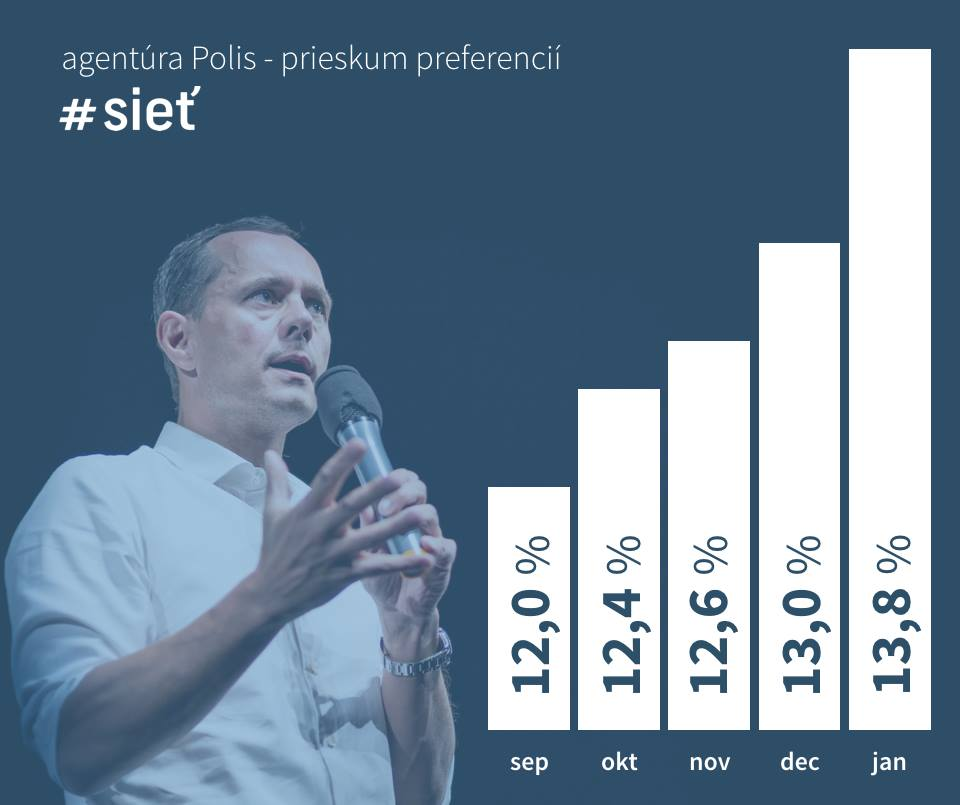 agentúra Polis - prieskum preferencií
#sieť
12,0 %
12,4 %
12,6 %
13,0 %
13,8 %
sep okt nov dec jan